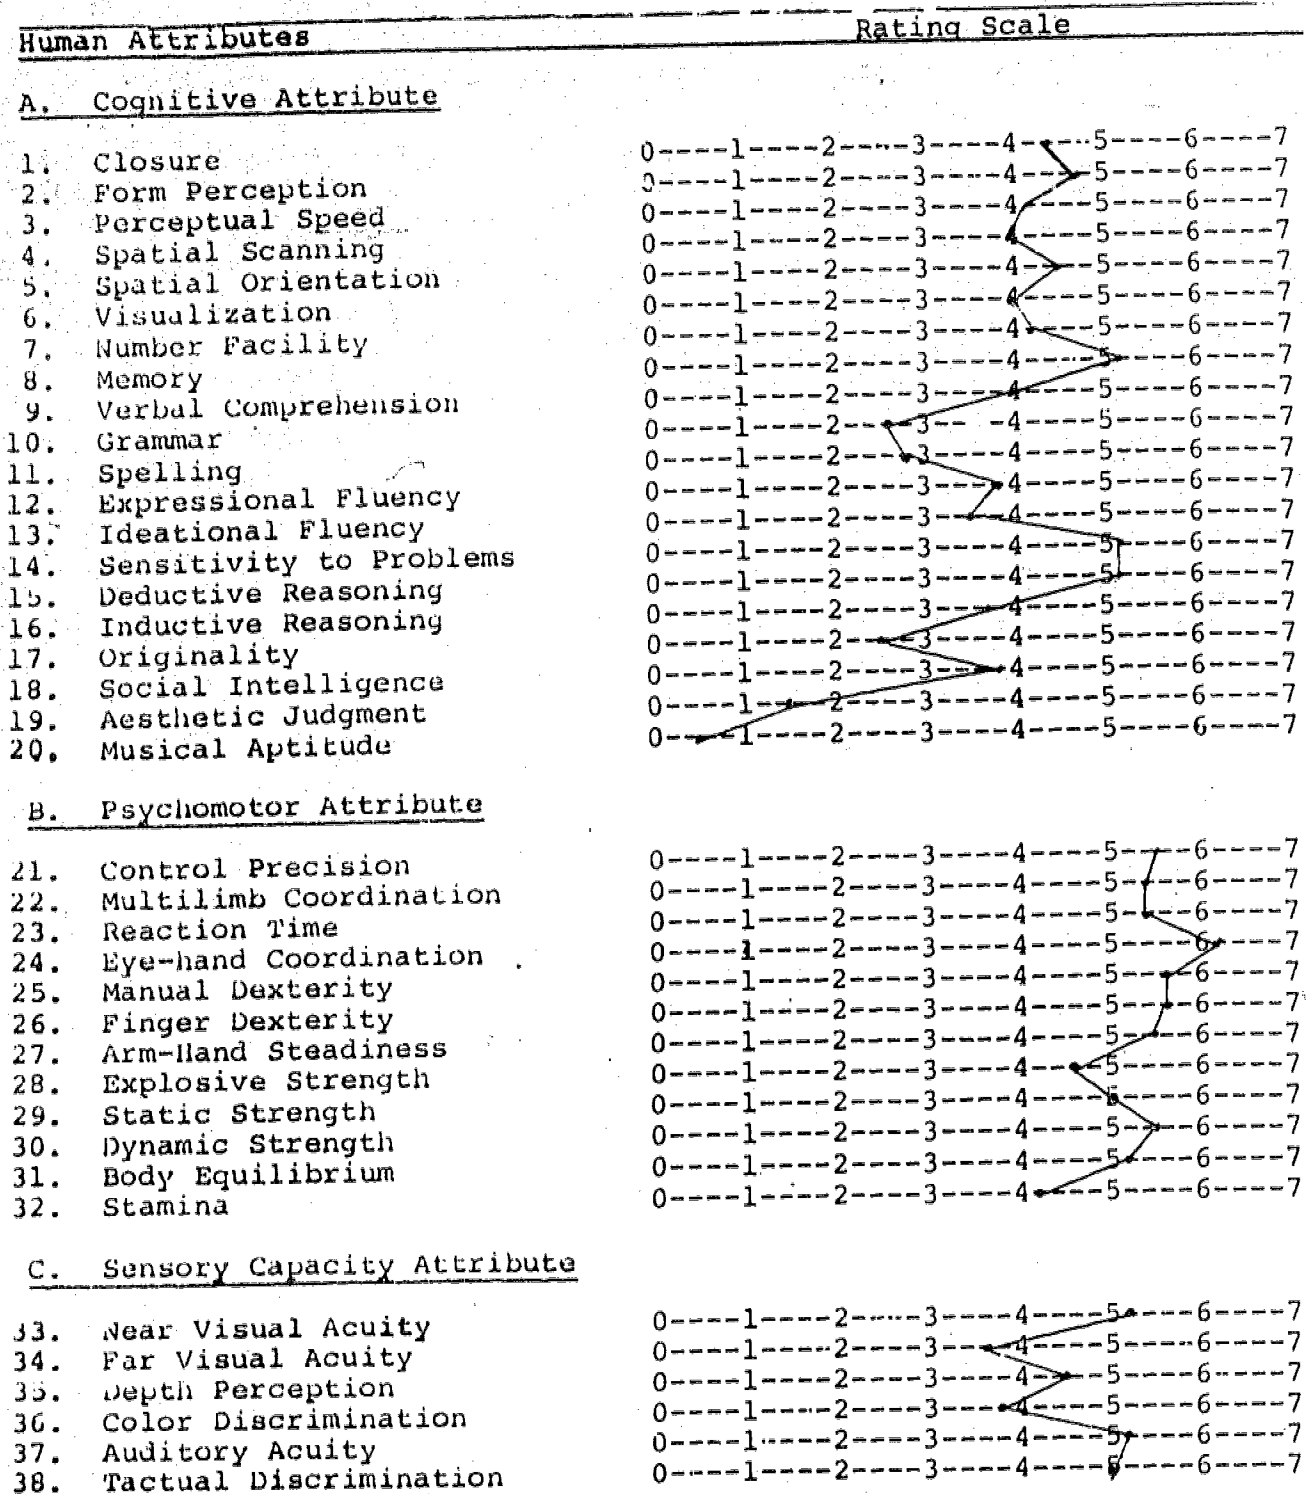 Human Attributes Rating Scale
A. Cognitive Attribute
1. Closure 0----1----2----3----4----5----6----7
2. Form Perception 0----1----2----3----4----5----6----7
3. Perceptual Speed 0----1----2----3----4----5----6----7
4. Spatial Scanning 0----1----2----3----4----5----6----7
5. Spatial Orientation 0----1----2----3----4----5----6----7
6. Visualization 0----1----2----3----4----5----6----7
7. Number Facility 0----1----2----3----4----5----6----7
8. Memory 0----1----2----3----4----5----6----7
9. Verbal Comprehension 0----1----2----3----4----5----6----7
10. Grammar 0----1----2----3----4----5----6----7
11. Spelling 0----1----2----3----4----5----6----7
12. Expressional Fluency 0----1----2----3----4----5----6----7
13. Ideational Fluency 0----1----2----3----4----5----6----7
14. Sensitivity to Problems 0----1----2----3----4----5----6----7
15. Deductive Reasoning 0----1----2----3----4----5----6----7
16. Inductive Reasoning 0----1----2----3----4----5----6----7
17. Originality 0----1----2----3----4----5----6----7
18. Social Intelligence 0----1----2----3----4----5----6----7
19. Aesthetic Judgment 0----1----2----3----4----5----6----7
20. Musical Aptitude 0----1----2----3----4----5----6----7
B. Psychomotor Attribute
21. Control Precision 0----1----2----3----4----5----6----7
22. Multilimb Coordination 0----1----2----3----4----5----6----7
23. Reaction Time 0----1----2----3----4----5----6----7
24. Eye-hand Coordination 0----1----2----3----4----5----6----7
25. Manual Dexterity 0----1----2----3----4----5----6----7
26. Finger Dexterity 0----1----2----3----4----5----6----7
27. Arm-Hand Steadiness 0----1----2----3----4----5----6----7
28. Explosive Strength 0----1----2----3----4----5----6----7
29. Static Strength 0----1----2----3----4----5----6----7
30. Dynamic Strength 0----1----2----3----4----5----6----7
31. Body Equilibrium 0----1----2----3----4----5----6----7
32. Stamina 0----1----2----3----4----5----6----7
C. Sensory Capacity Attribute
33. Near Visual Acuity 0----1----2----3----4----5----6----7
34. Far Visual Acuity 0----1----2----3----4----5----6----7
35. Depth Perception 0----1----2----3----4----5----6----7
36. Color Discrimination 0----1----2----3----4----5----6----7
37. Auditory Acuity 0----1----2----3----4----5----6----7
38. Tactual Discrimination 0----1----2----3----4----5----6----7